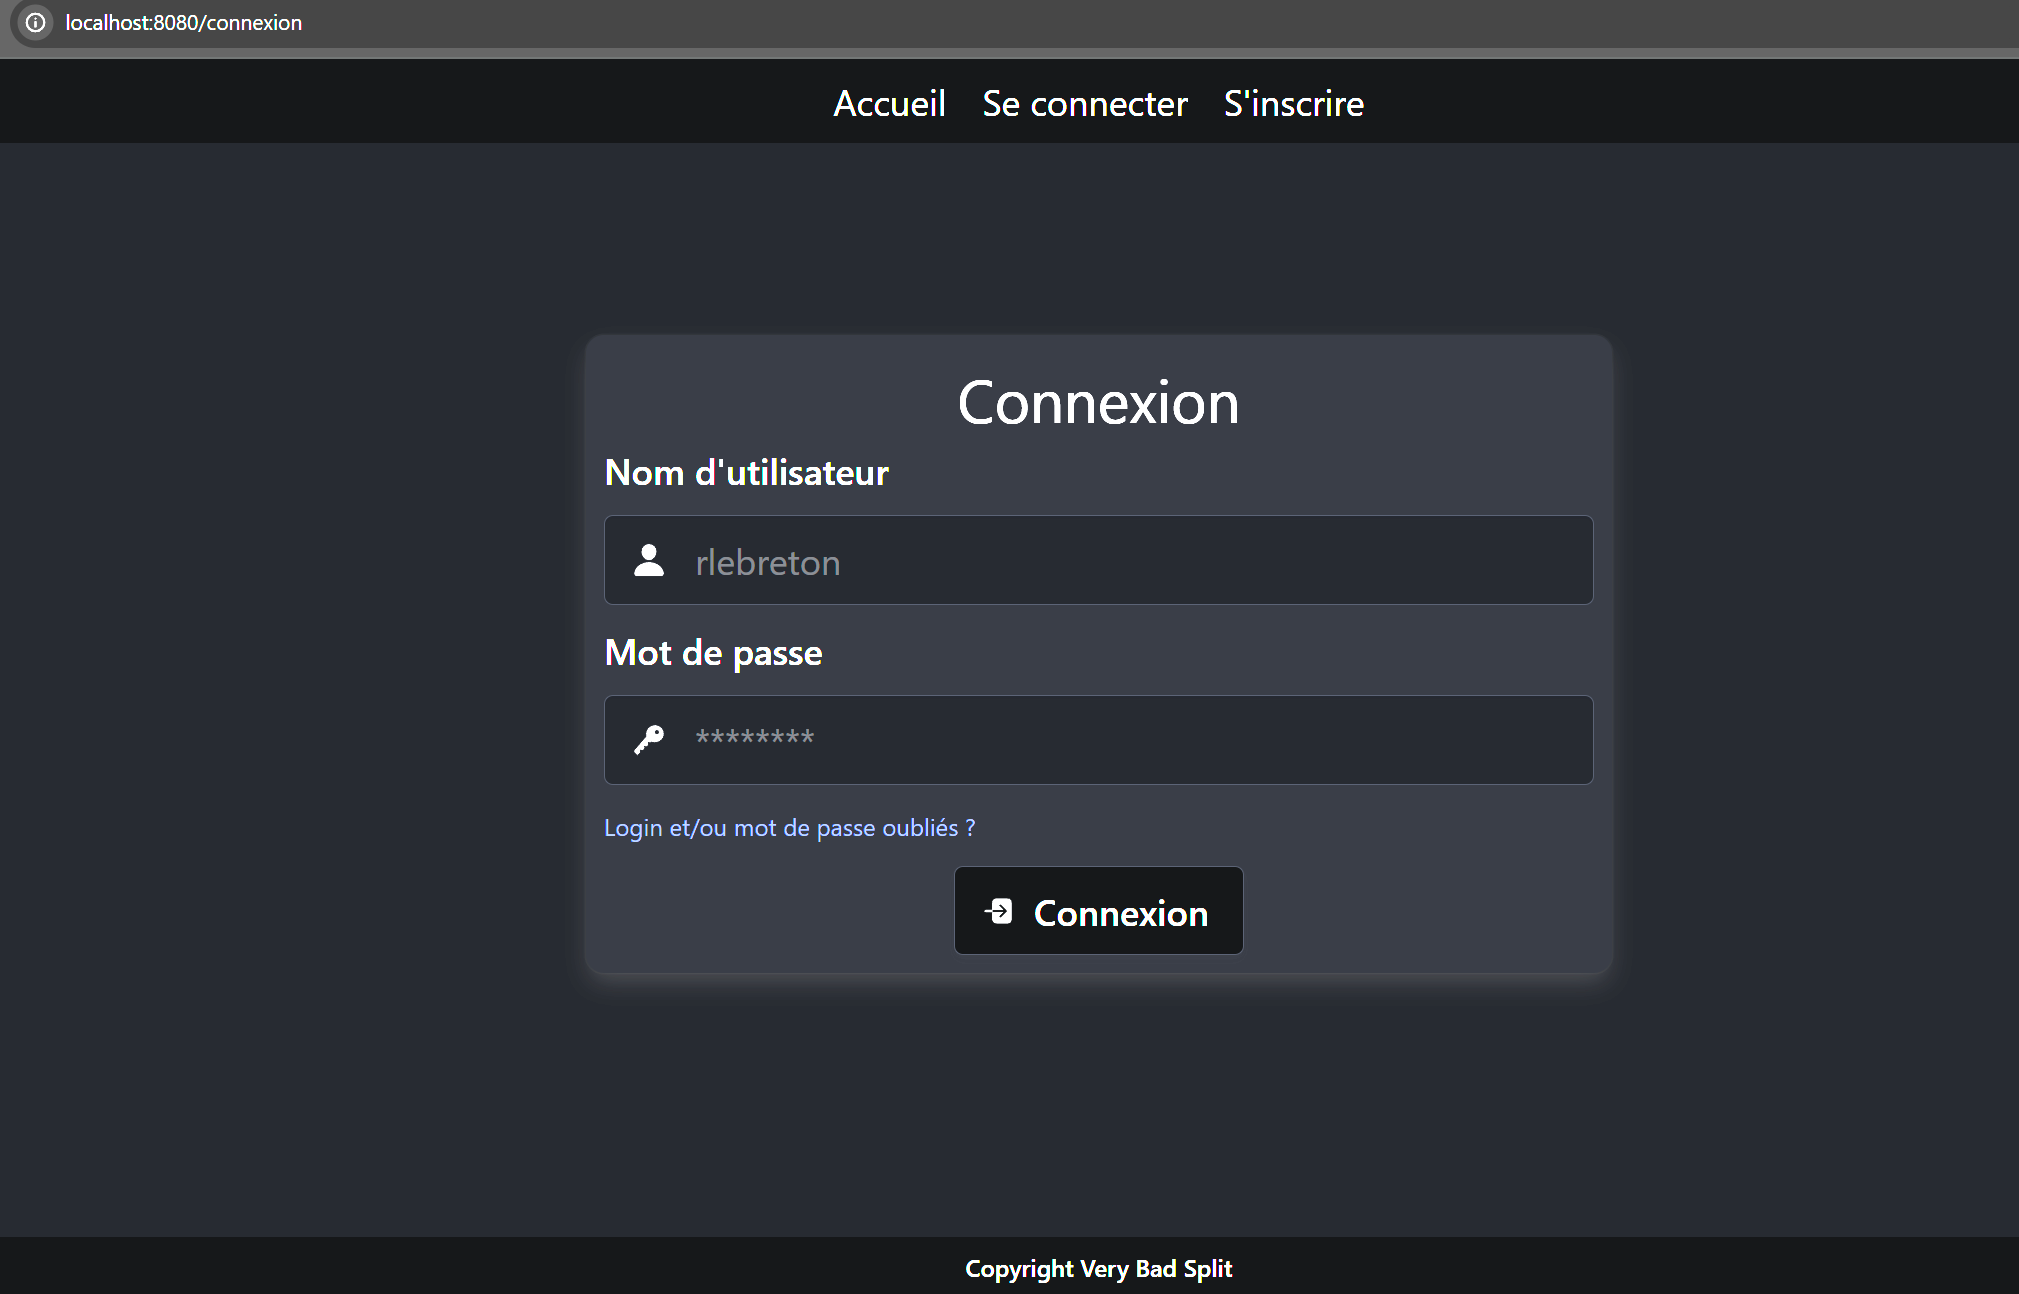 localhost:8080/connexion
Accueil Se connecter S'inscrire
Connexion
Nom d'utilisateur
rlebreton
Mot de passe
********
Login et/ou mot de passe oubliés ?
Connexion
Copyright Very Bad Split